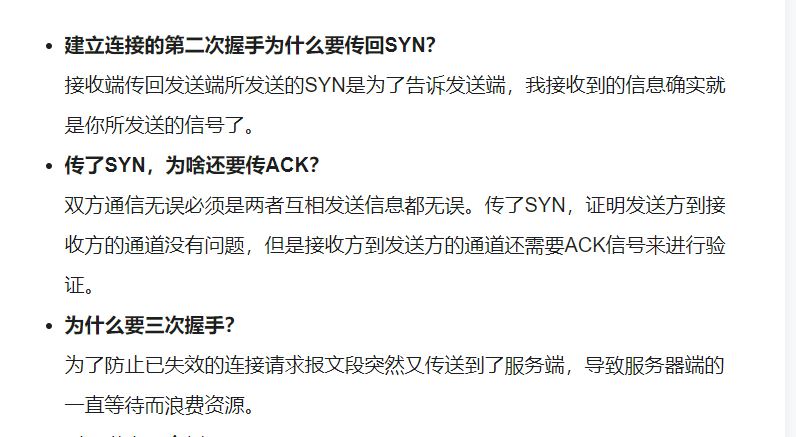 建立连接的第二次握手为什么要传回SYN？
接收端传回发送端所发送的SYN是为了告诉发送端，我接收到的信息确实就
是你所发送的信号了。
传了SYN，为啥还要传ACK？
双方通信无误必须是两者互相发送信息都无误。传了SYN，证明发送方到接
收方的通道没有问题，但是接收方到发送方的通道还需要ACK信号来进行验
证。
为什么要三次握手？
为了防止已失效的连接请求报文段突然又传送到了服务端，导致服务器端的
一直等待而浪费资源。